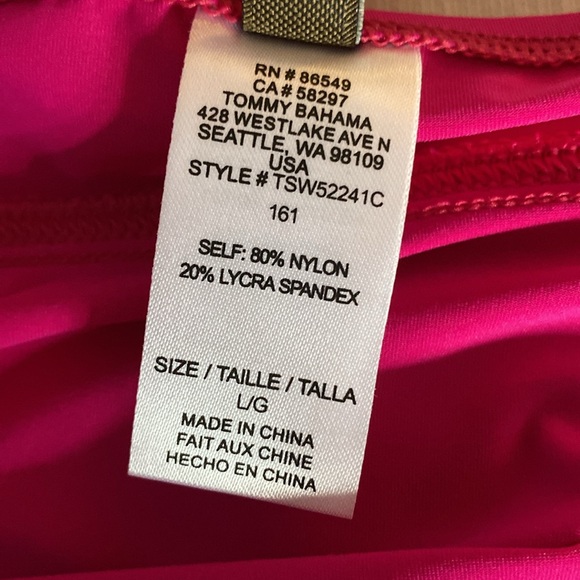 RN # 86549
CA # 58297
TOMMY BAHAMA
428 WESTLAKE AVE N
SEATTLE, WA 98109
USA
STYLE # TSW52241C
161
SELF: 80% NYLON
20% LYCRA SPANDEX
SIZE / TAILLE / TALLA
L/G
MADE IN CHINA
FAIT AUX CHINE
HECHO EN CHINA